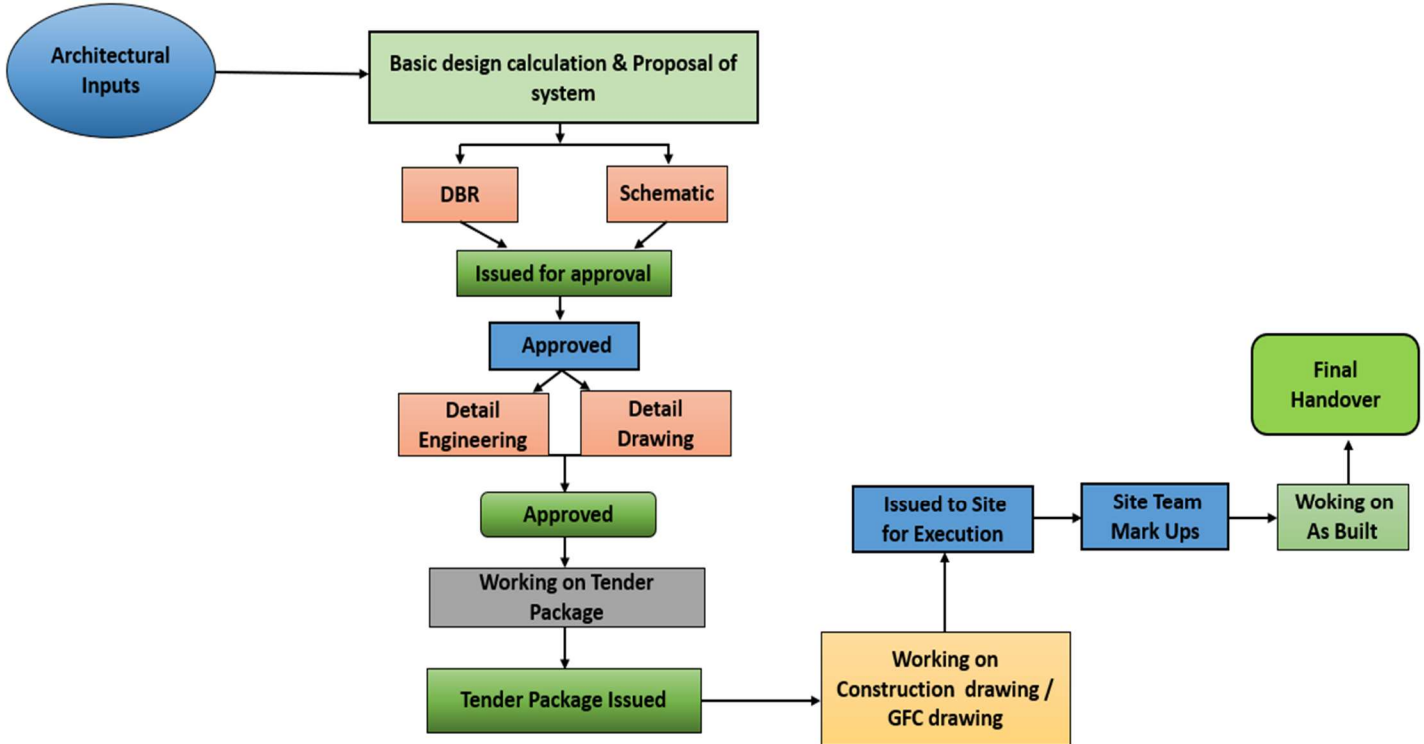 Architectural
Inputs
Basic design calculation & Proposal of
system
DBR
Schematic
Issued for approval
Approved
Detail
Engineering
Detail
Drawing
Approved
Working on Tender
Package
Tender Package Issued
Working on
Construction drawing /
GFC drawing
Issued to Site
for Execution
Site Team
Mark Ups
Woking on
As Built
Final
Handover